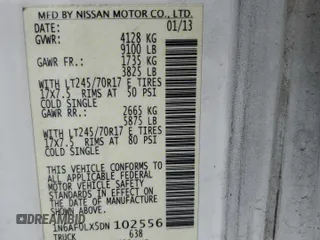 MFD BY NISSAN MOTOR CO., LTD.
DATE: 01/13
GVWR: 4128 KG
9100 LB
GAWR FR.: 1735 KG
3825 LB
WITH LT245/70R17 E TIRES
17X7.5 RIMS AT 50 PSI
COLD SINGLE
GAWR RR.: 2665 KG
5875 LB
WITH LT245/70R17 E TIRES
17X7.5 RIMS AT 80 PSI
COLD SINGLE
THIS VEHICLE CONFORMS TO
ALL APPLICABLE FEDERAL
MOTOR VEHICLE SAFETY
STANDARDS IN EFFECT ON
THE DATE OF MANUFACTURE
SHOWN ABOVE.
1N6AF0LX5DN 102556
TRUCK 638
DREAMBID